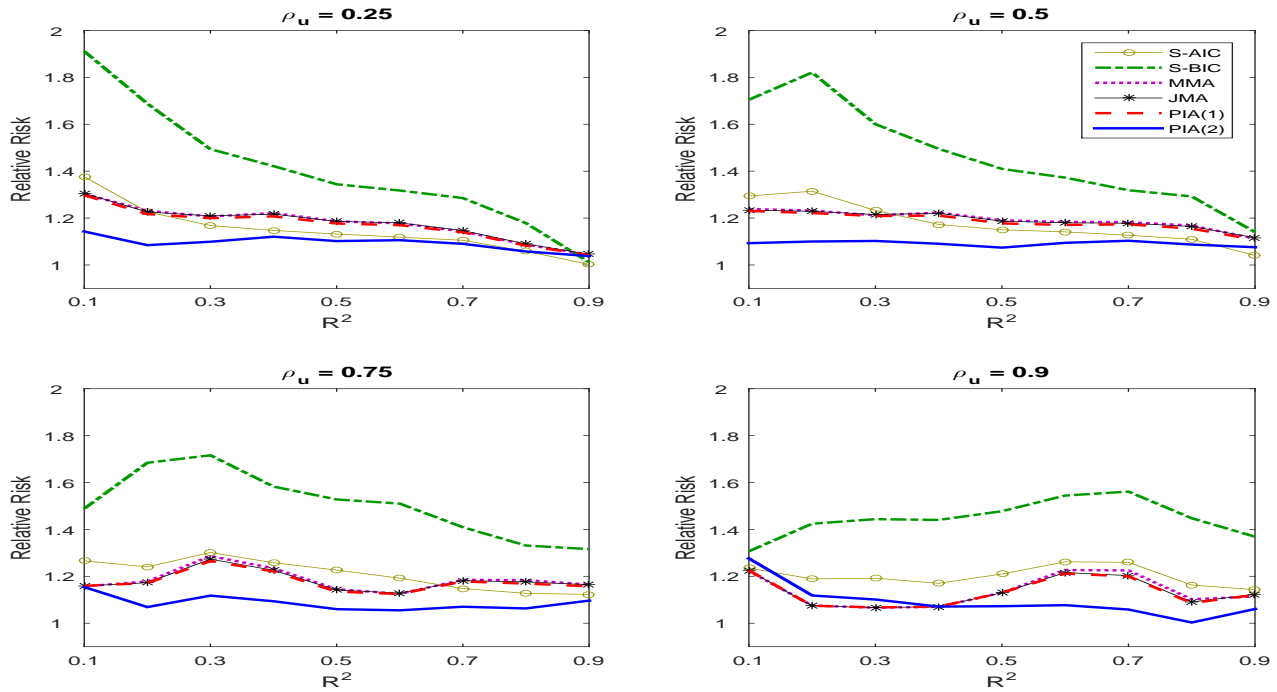 ρu = 0.25
2
1.8
1.6
1.4
1.2
1
Relative Risk
0.1 0.3 0.5 0.7 0.9
R2
ρu = 0.5
2
1.8
1.6
1.4
1.2
1
Relative Risk
S-AIC
S-BIC
MMA
JMA
PIA(1)
PIA(2)
0.1 0.3 0.5 0.7 0.9
R2
ρu = 0.75
2
1.8
1.6
1.4
1.2
1
Relative Risk
0.1 0.3 0.5 0.7 0.9
R2
ρu = 0.9
2
1.8
1.6
1.4
1.2
1
Relative Risk
0.1 0.3 0.5 0.7 0.9
R2